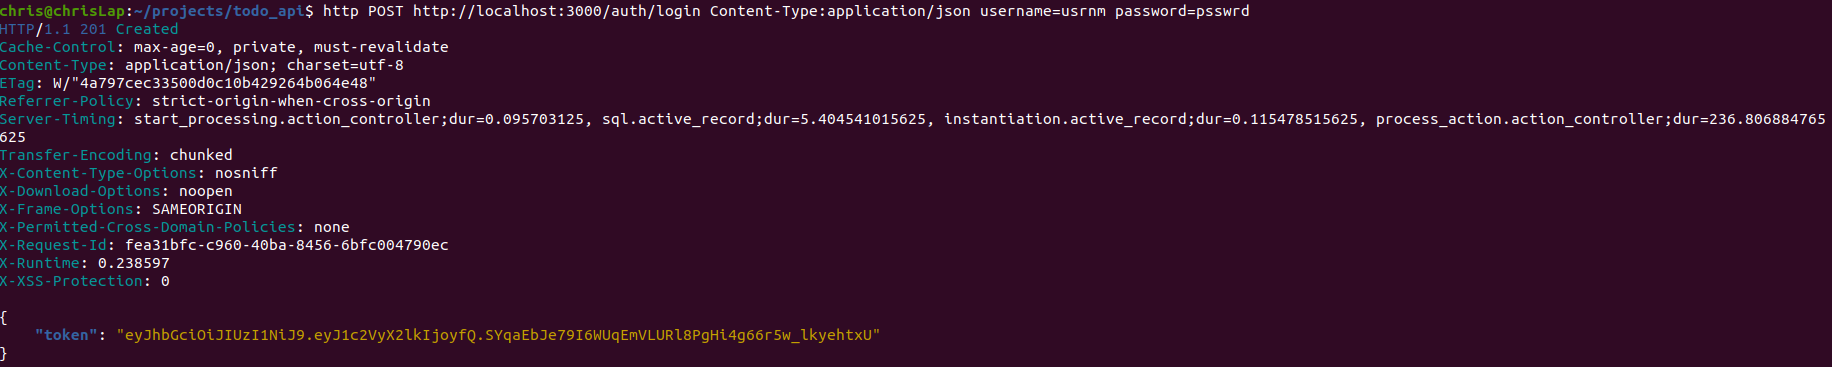 chris@chrisLap:~/projects/todo_api$ http POST http://localhost:3000/auth/login Content-Type:application/json username=usrnm password=psswrd
HTTP/1.1 201 Created
Cache-Control: max-age=0, private, must-revalidate
Content-Type: application/json; charset=utf-8
ETag: W/"4a797cec33500d0c10b429264b064e48"
Referrer-Policy: strict-origin-when-cross-origin
Server-Timing: start_processing.action_controller;dur=0.095703125, sql.active_record;dur=5.404541015625, instantiation.active_record;dur=0.115478515625, process_action.action_controller;dur=236.806884765
625
Transfer-Encoding: chunked
X-Content-Type-Options: nosniff
X-Download-Options: noopen
X-Frame-Options: SAMEORIGIN
X-Permitted-Cross-Domain-Policies: none
X-Request-Id: fea31bfc-c960-40ba-8456-6bfc004790ec
X-Runtime: 0.238597
X-XSS-Protection: 0
{
    "token": "eyJhbGciOiJIUzI1NiJ9.eyJ1c2VyX2lkIjoyfQ.SYqaEbJe79I6WUqEmVLURl8PgHi4g66r5w_lkyehtxU"
}